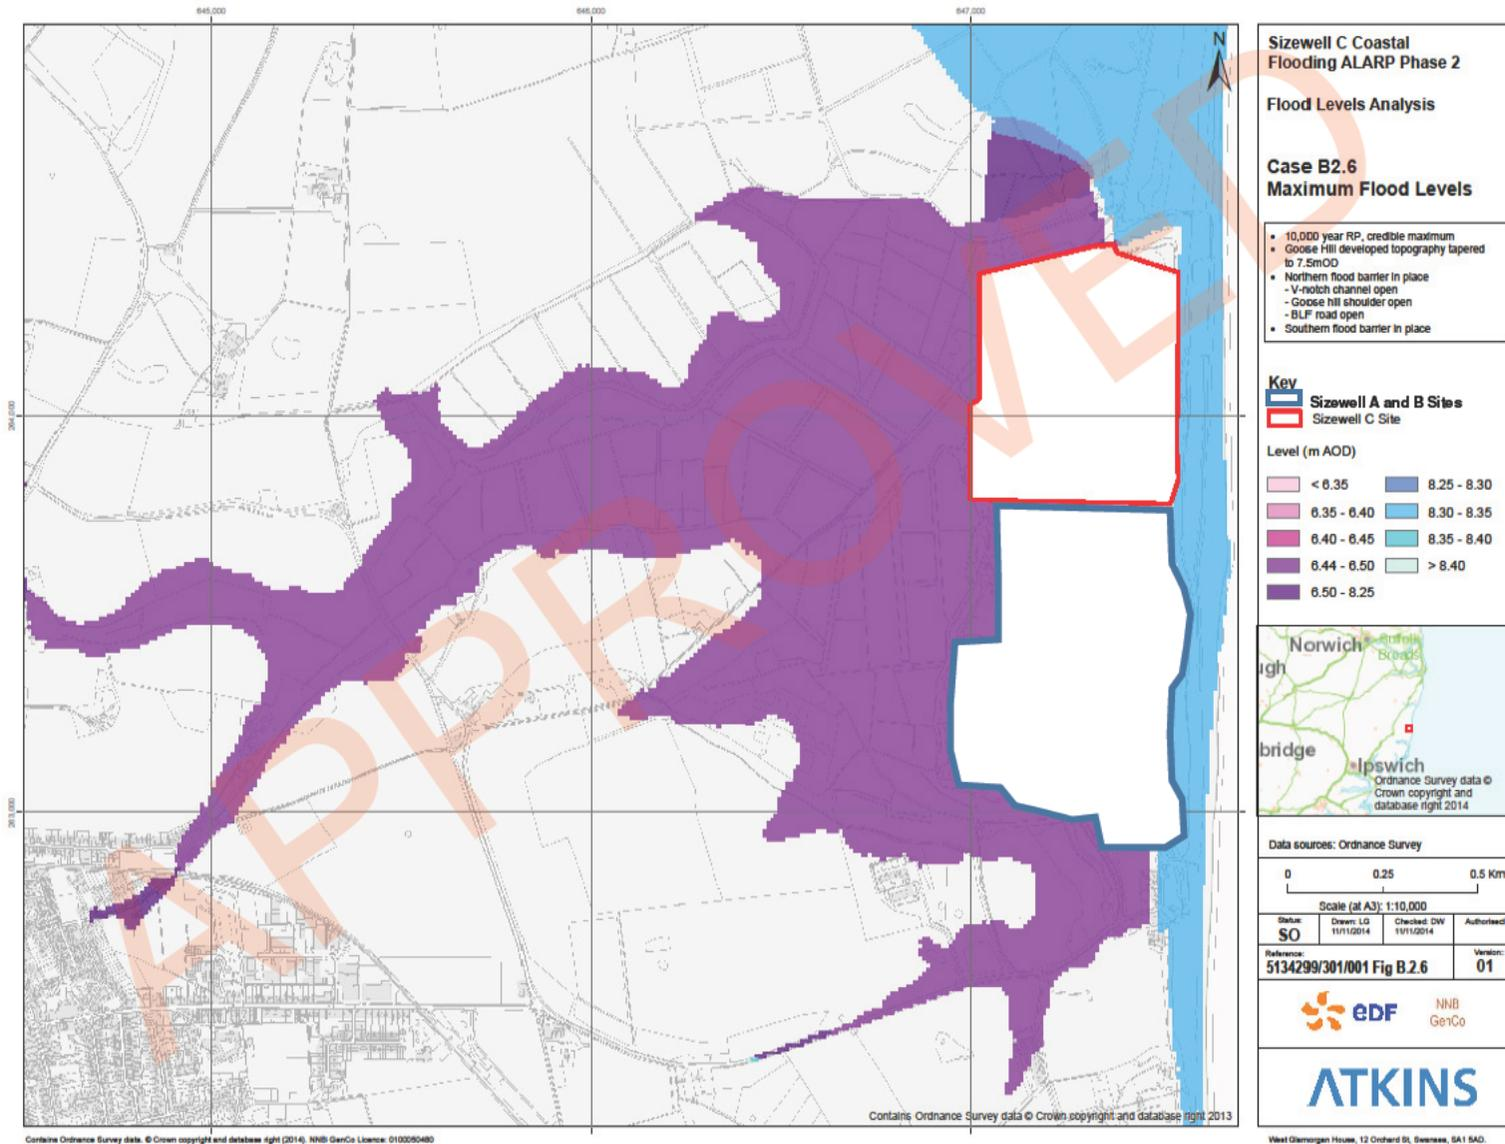 645,000
646,000
647,000
264,000
263,000
N
APPROVED
Contains Ordnance Survey data © Crown copyright and database right 2013
Contains Ordnance Survey data. © Crown copyright and database right (2014). NNB GenCo Licence: 0100060480
Sizewell C Coastal
Flooding ALARP Phase 2
Flood Levels Analysis
Case B2.6
Maximum Flood Levels
• 10,000 year RP, credible maximum
• Goose Hill developed topography tapered
to 7.5mOD
• Northern flood barrier in place
- V-notch channel open
- Goose hill shoulder open
- BLF road open
• Southern flood barrier in place
Key
Sizewell A and B Sites
Sizewell C Site
Level (m AOD)
< 6.35
6.35 - 6.40
6.40 - 6.45
6.44 - 6.50
6.50 - 8.25
8.25 - 8.30
8.30 - 8.35
8.35 - 8.40
> 8.40
Norwich
Suffolk
Broads
ugh
bridge
Ipswich
Ordnance Survey data ©
Crown copyright and
database right 2014
Data sources: Ordnance Survey
0 0.25 0.5 Km
Scale (at A3): 1:10,000
Status: SO
Drawn: LG
11/11/2014
Checked: DW
11/11/2014
Authorised
Reference:
5134299/301/001 Fig B.2.6
Version:
01
eDF
NNB
GenCo
ATKINS
West Glamorgan House, 12 Orchard St, Swansea, SA1 5AD.